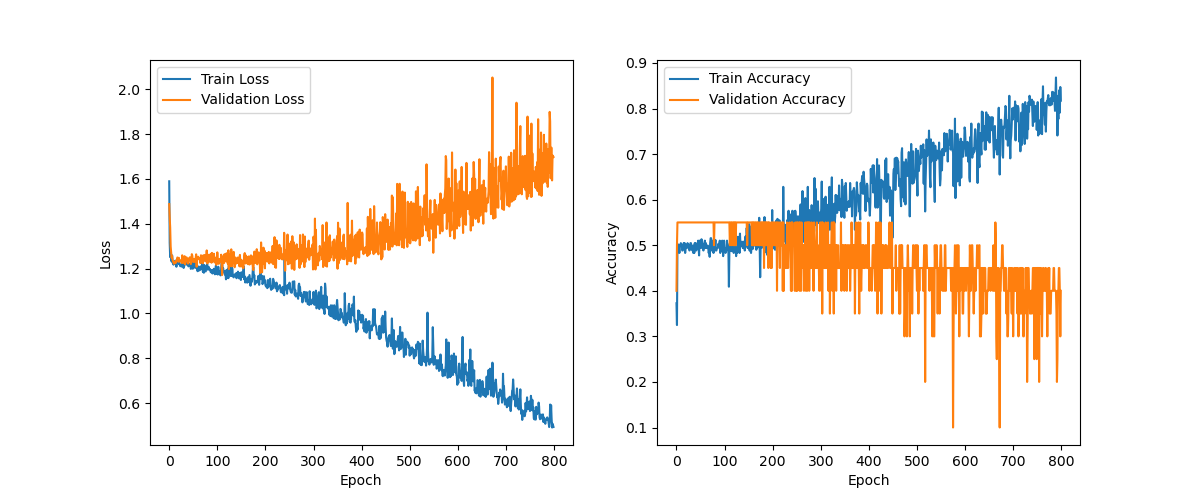 Train Loss
Validation Loss
2.0
1.8
1.6
1.4
1.2
1.0
0.8
0.6
Loss
0 100 200 300 400 500 600 700 800
Epoch
Train Accuracy
Validation Accuracy
0.9
0.8
0.7
0.6
0.5
0.4
0.3
0.2
0.1
Accuracy
0 100 200 300 400 500 600 700 800
Epoch